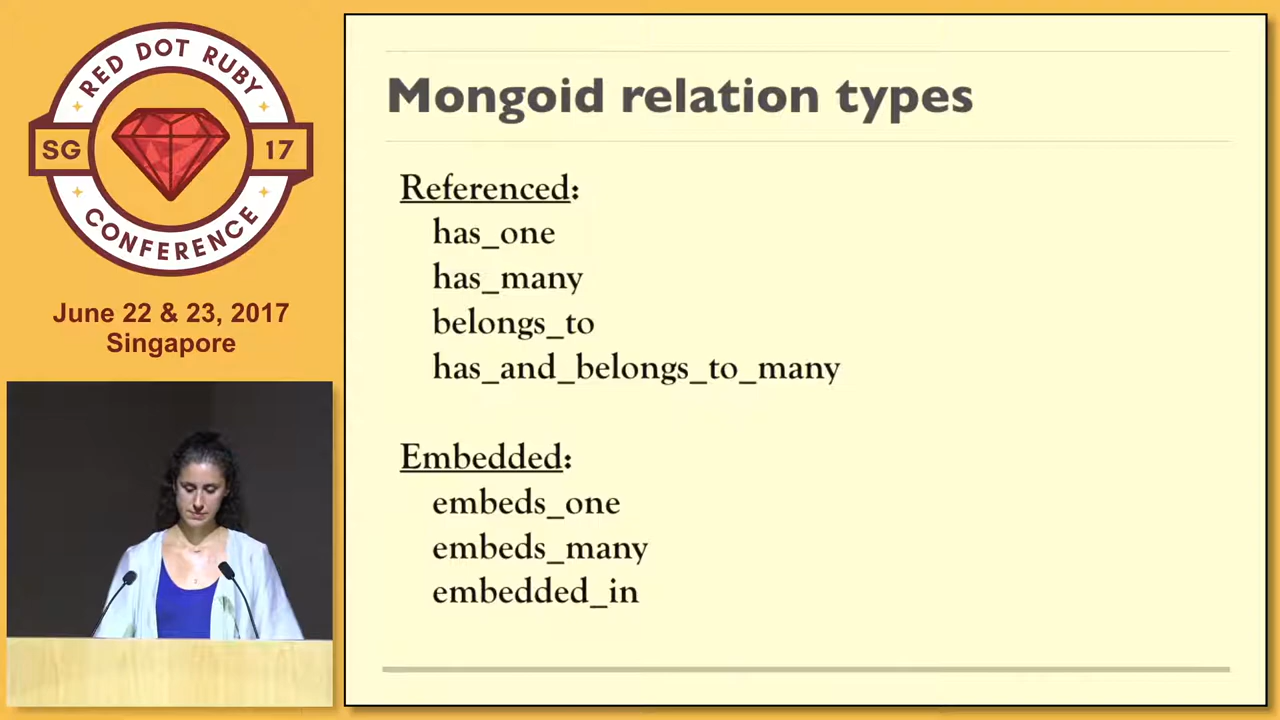 RED DOT RUBY
SG 17
CONFERENCE
June 22 & 23, 2017
Singapore
Mongoid relation types
Referenced:
has_one
has_many
belongs_to
has_and_belongs_to_many
Embedded:
embeds_one
embeds_many
embedded_in